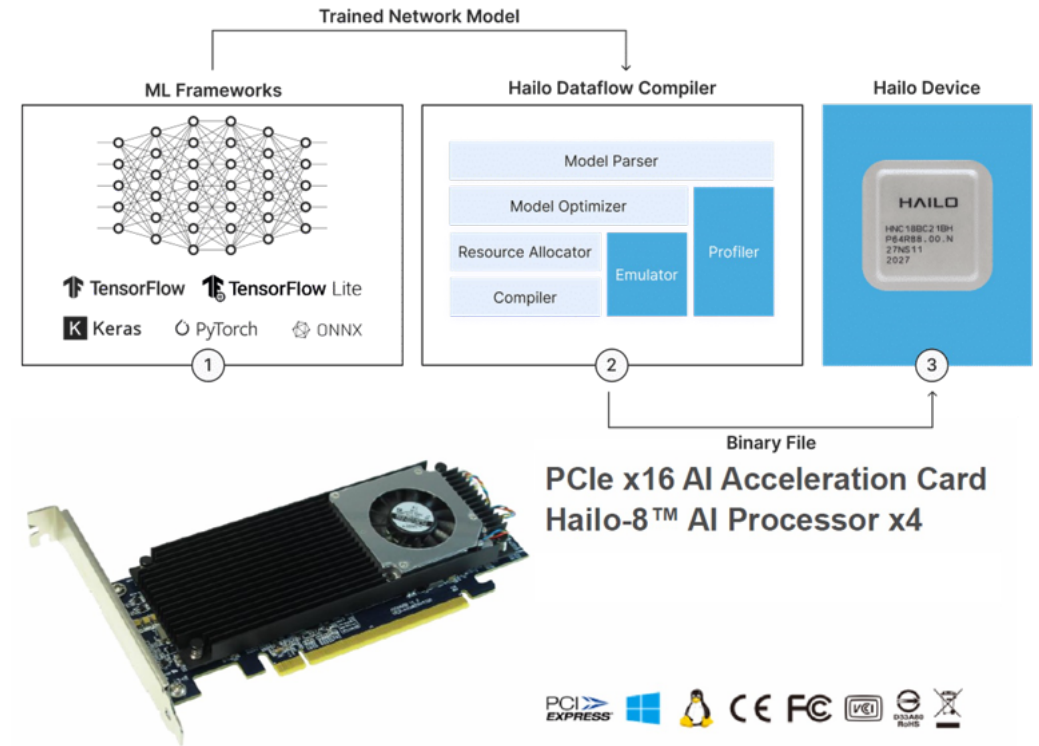 Trained Network Model
ML Frameworks
TensorFlow
TensorFlow Lite
Keras
PyTorch
ONNX
1
Hailo Dataflow Compiler
Model Parser
Model Optimizer
Resource Allocator
Compiler
Emulator
Profiler
2
Hailo Device
HAILO
HNC18BC21BH
P64R88.00.N
27NS11
2027
3
Binary File
PCIe x16 AI Acceleration Card
Hailo-8™ AI Processor x4
PCI
EXPRESS
CE
FC
VCI
D33A80
RoHS